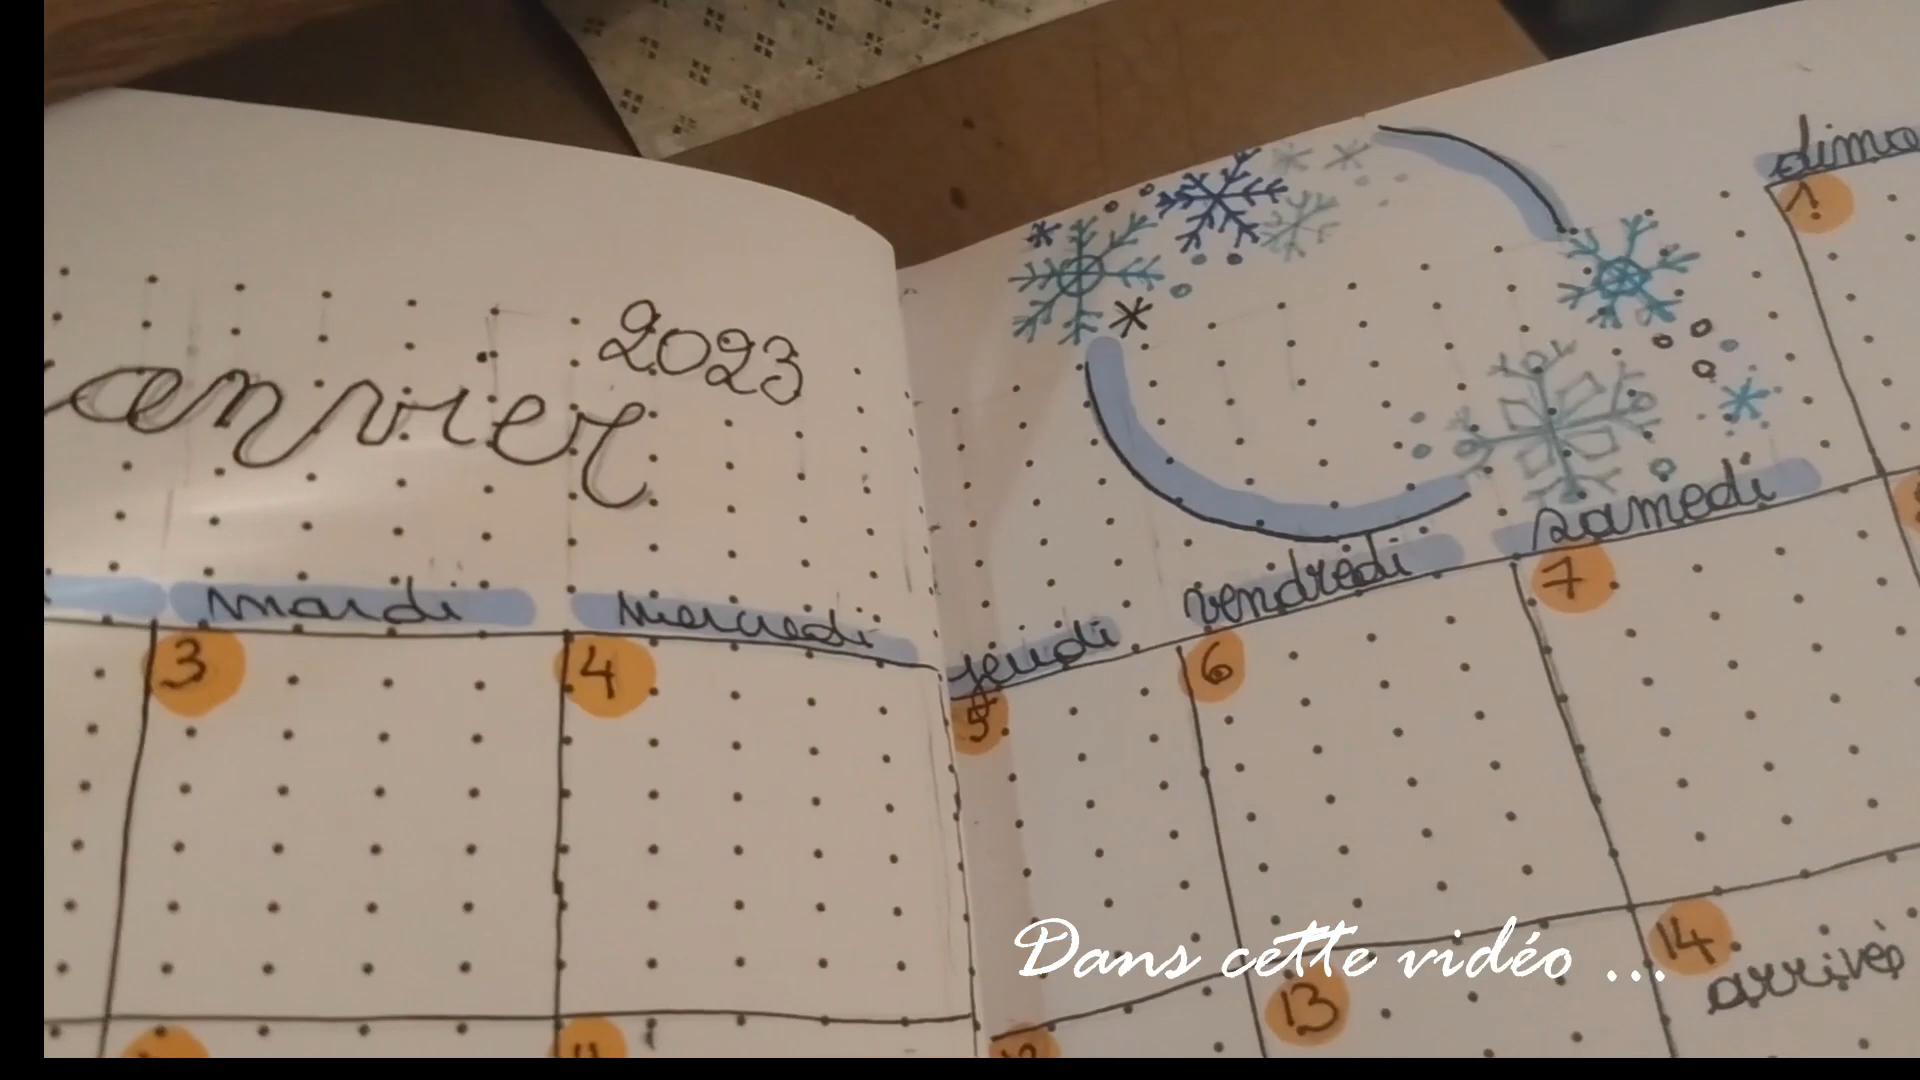 2023
anvier
mardi
mercredi
3
4
dima
1
jeudi
vendredi
samedi
5
6
7
13
14
arrivée
Dans cette vidéo ...